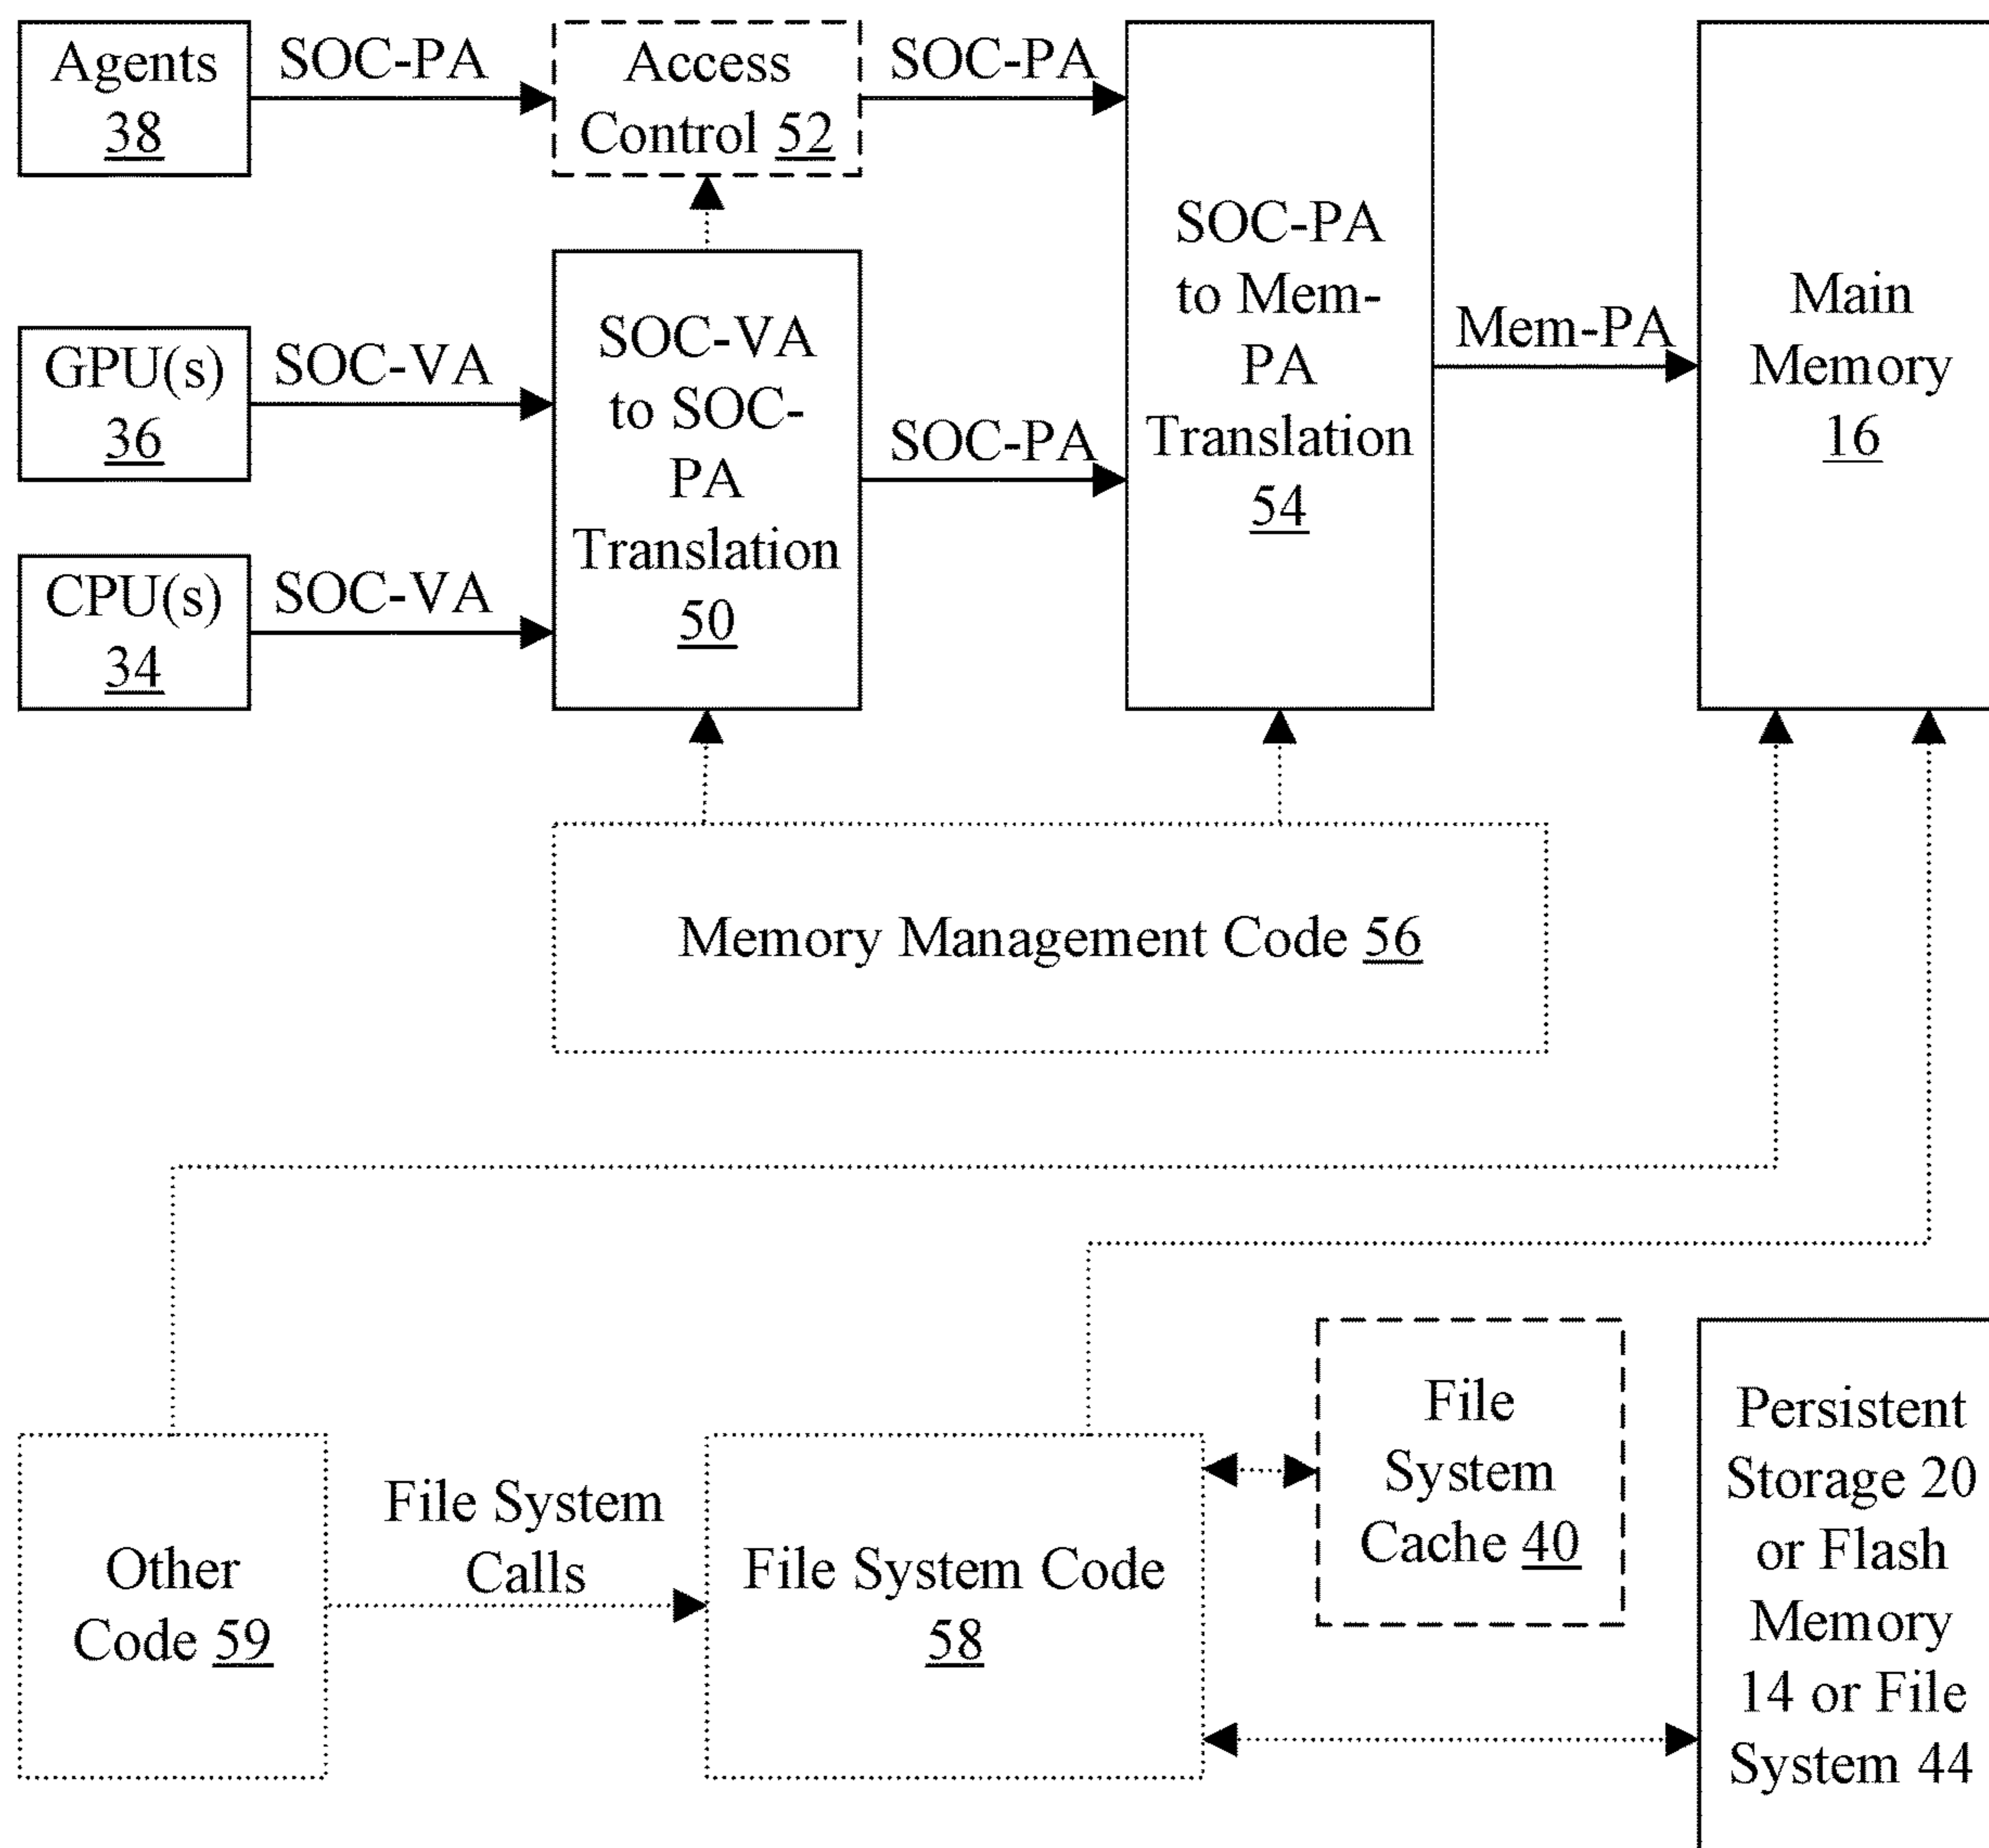 Agents
38
SOC-PA
Access
Control 52
SOC-PA
SOC-PA
to Mem-
PA
Translation
54
Mem-PA
Main
Memory
16
GPU(s)
36
SOC-VA
SOC-VA
to SOC-
PA
Translation
50
SOC-PA
CPU(s)
34
SOC-VA
Memory Management Code 56
Other
Code 59
File System
Calls
File System Code
58
File
System
Cache 40
Persistent
Storage 20
or Flash
Memory
14 or File
System 44